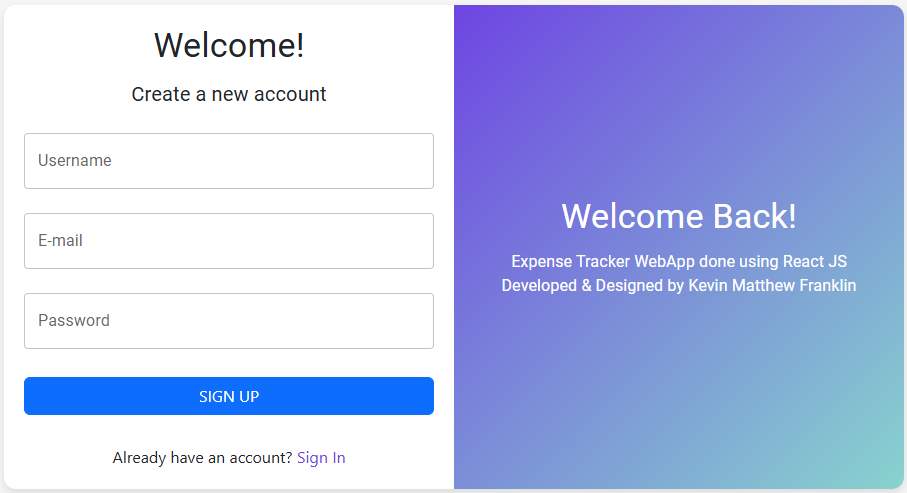 Welcome!
Create a new account
Username
E-mail
Password
SIGN UP
Already have an account? Sign In
Welcome Back!
Expense Tracker WebApp done using React JS
Developed & Designed by Kevin Matthew Franklin